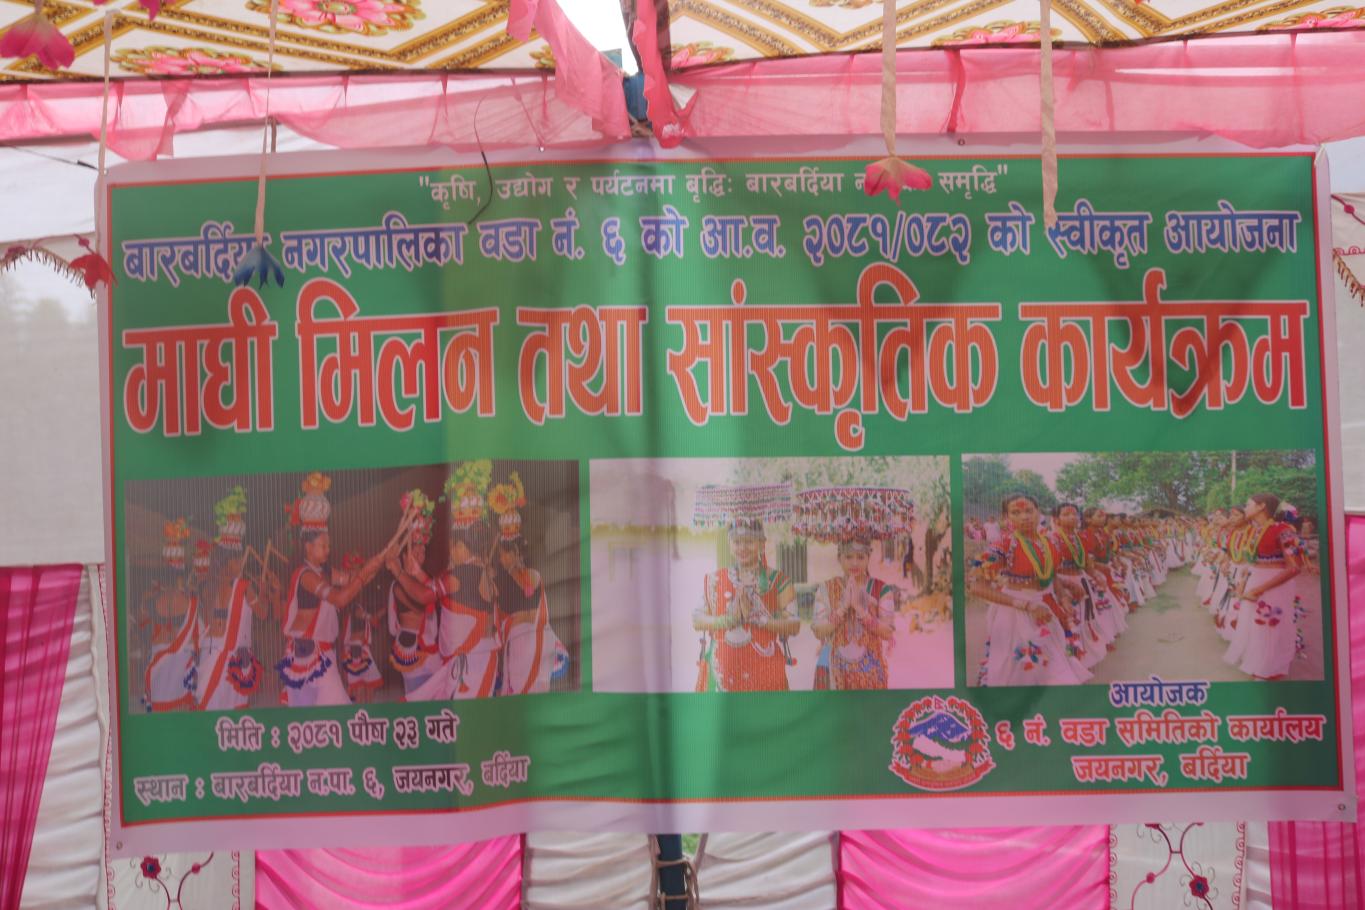 "कृषि, उद्योग र पर्यटनमा बृद्धिः बारबर्दिया समृद्धि"
बारबर्दिया नगरपालिका वडा नं. ६ को आ.व. २०८१/०८२ को स्वीकृत आयोजना
माघी मिलन तथा सांस्कृतिक कार्यक्रम
मिति : २०८१ पौष २३ गते
स्थान : बारबर्दिया न.पा. ६, जयनगर, बर्दिया
आयोजक
६ नं. वडा समितिको कार्यालय
जयनगर, बर्दिया